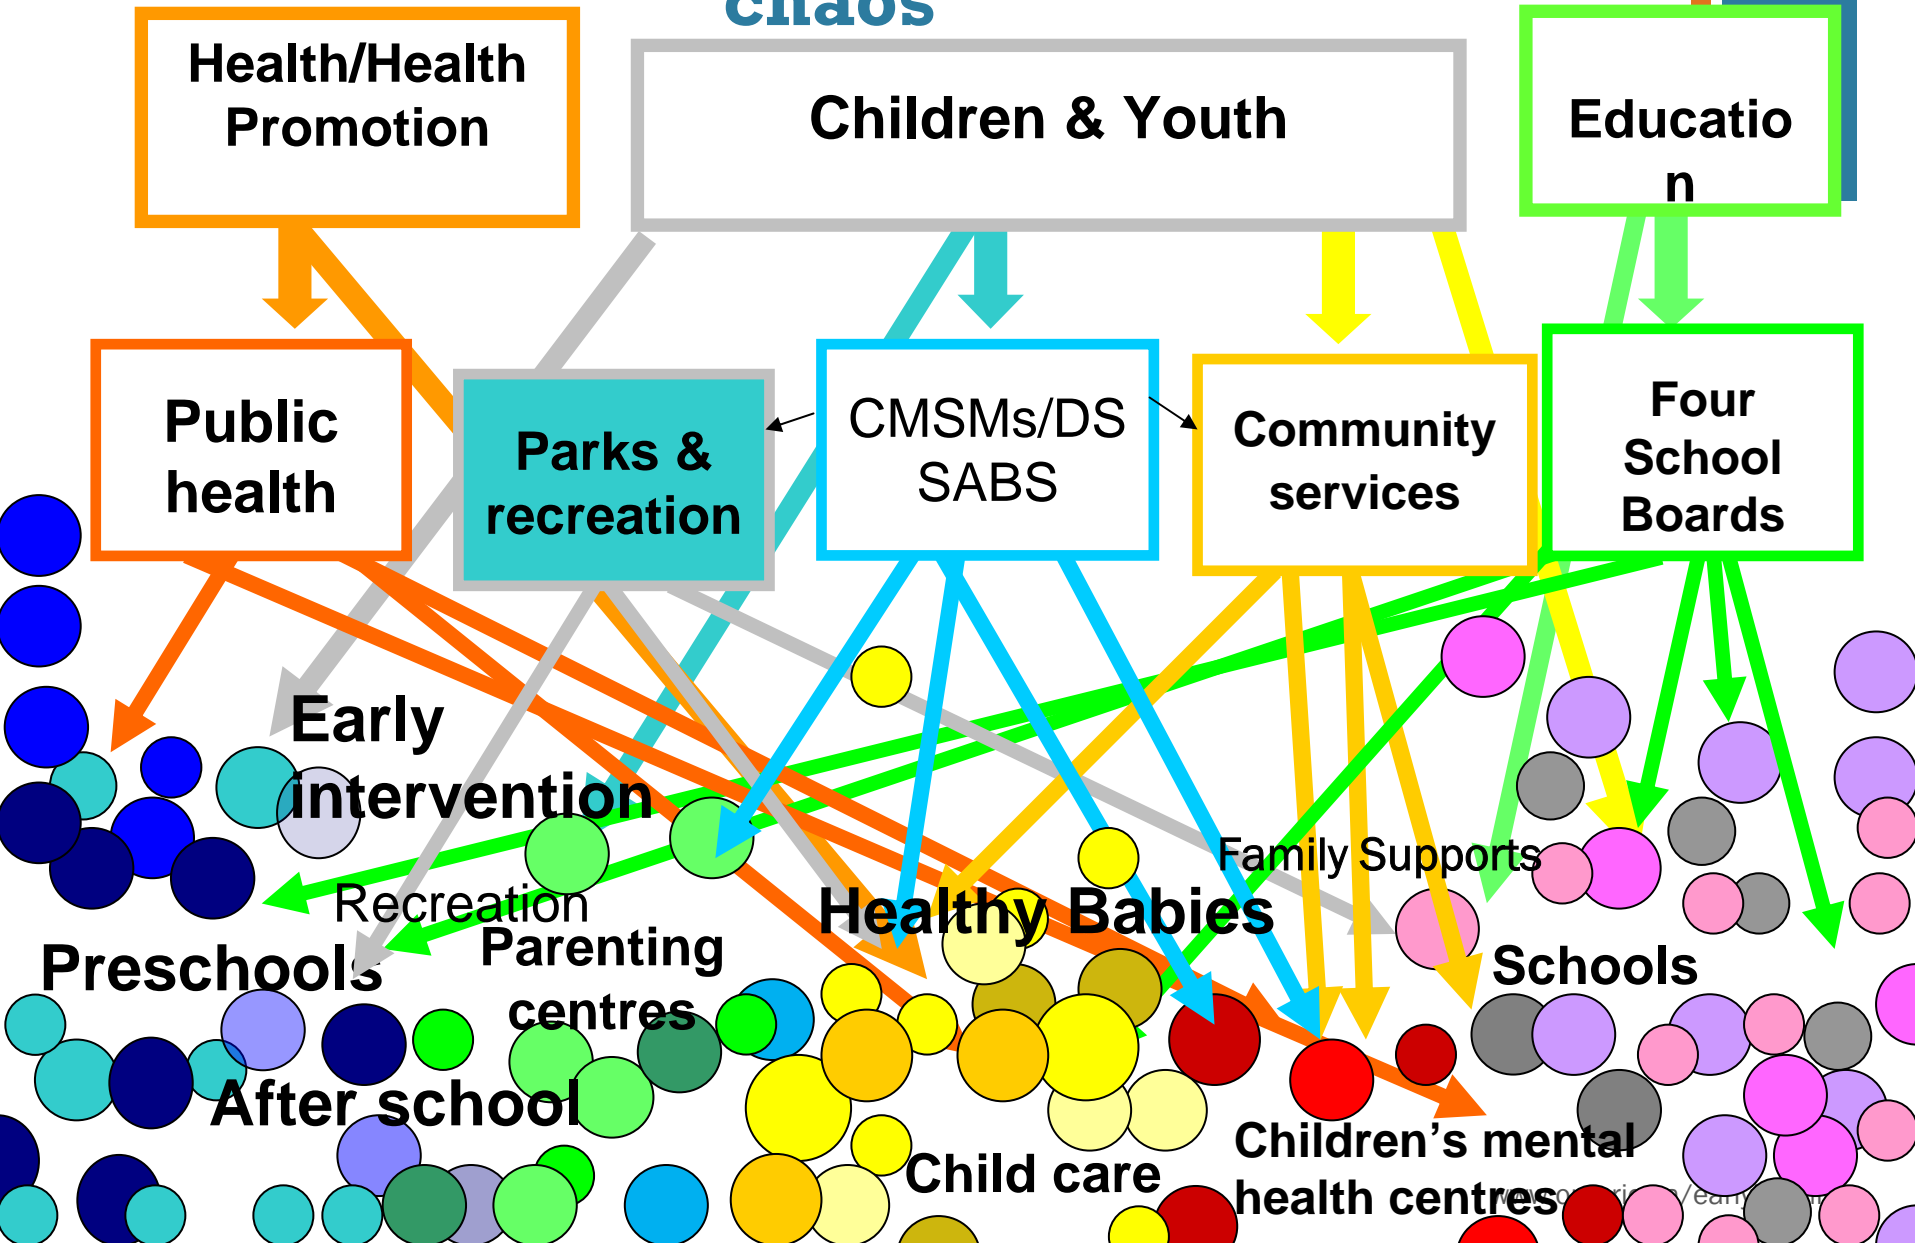 chaos
Health/Health
Promotion
Children & Youth
Educatio
n
Public
health
Parks &
recreation
CMSMs/DS
SABS
Community
services
Four
School
Boards
Early
intervention
Family Supports
Recreation
Healthy Babies
Parenting
centres
Preschools
Schools
After school
Child care
Children’s mental
health centres